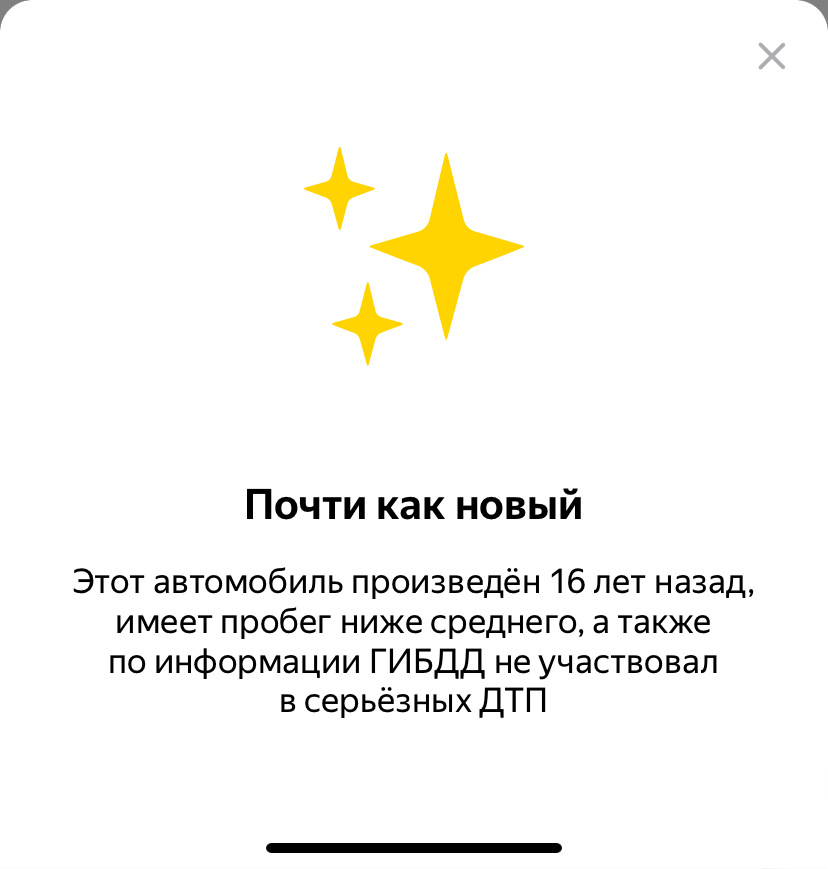 Почти как новый
Этот автомобиль произведён 16 лет назад,
имеет пробег ниже среднего, а также
по информации ГИБДД не участвовал
в серьёзных ДТП